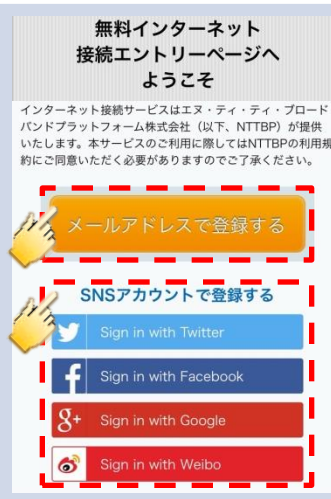 無料インターネット
接続エントリーページへ
ようこそ
インターネット接続サービスはエヌ・ティ・ティ・ブロード
バンドプラットフォーム株式会社（以下、NTTBP）が提供
いたします。本サービスのご利用に際してはNTTBPの利用規
約にご同意いただく必要がありますのでご了承ください。
メールアドレスで登録する
SNSアカウントで登録する
Sign in with Twitter
f Sign in with Facebook
g+ Sign in with Google
Sign in with Weibo